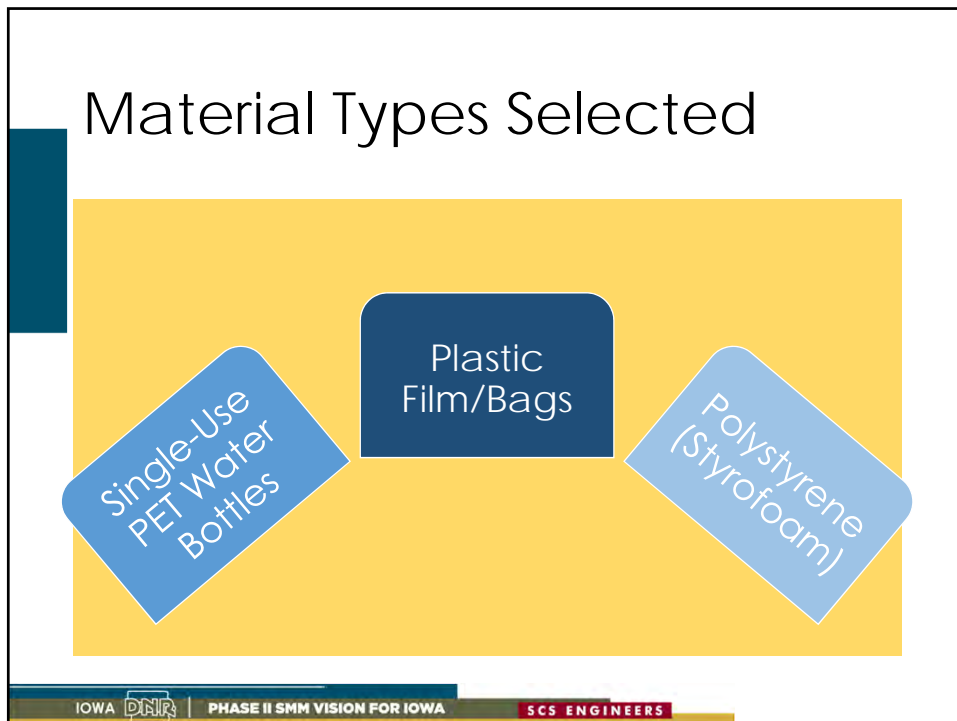 Material Types Selected
Single-Use
PET Water
Bottles
Plastic
Film/Bags
Polystyrene
(Styrofoam)
IOWA DNR | PHASE II SMM VISION FOR IOWA SCS ENGINEERS